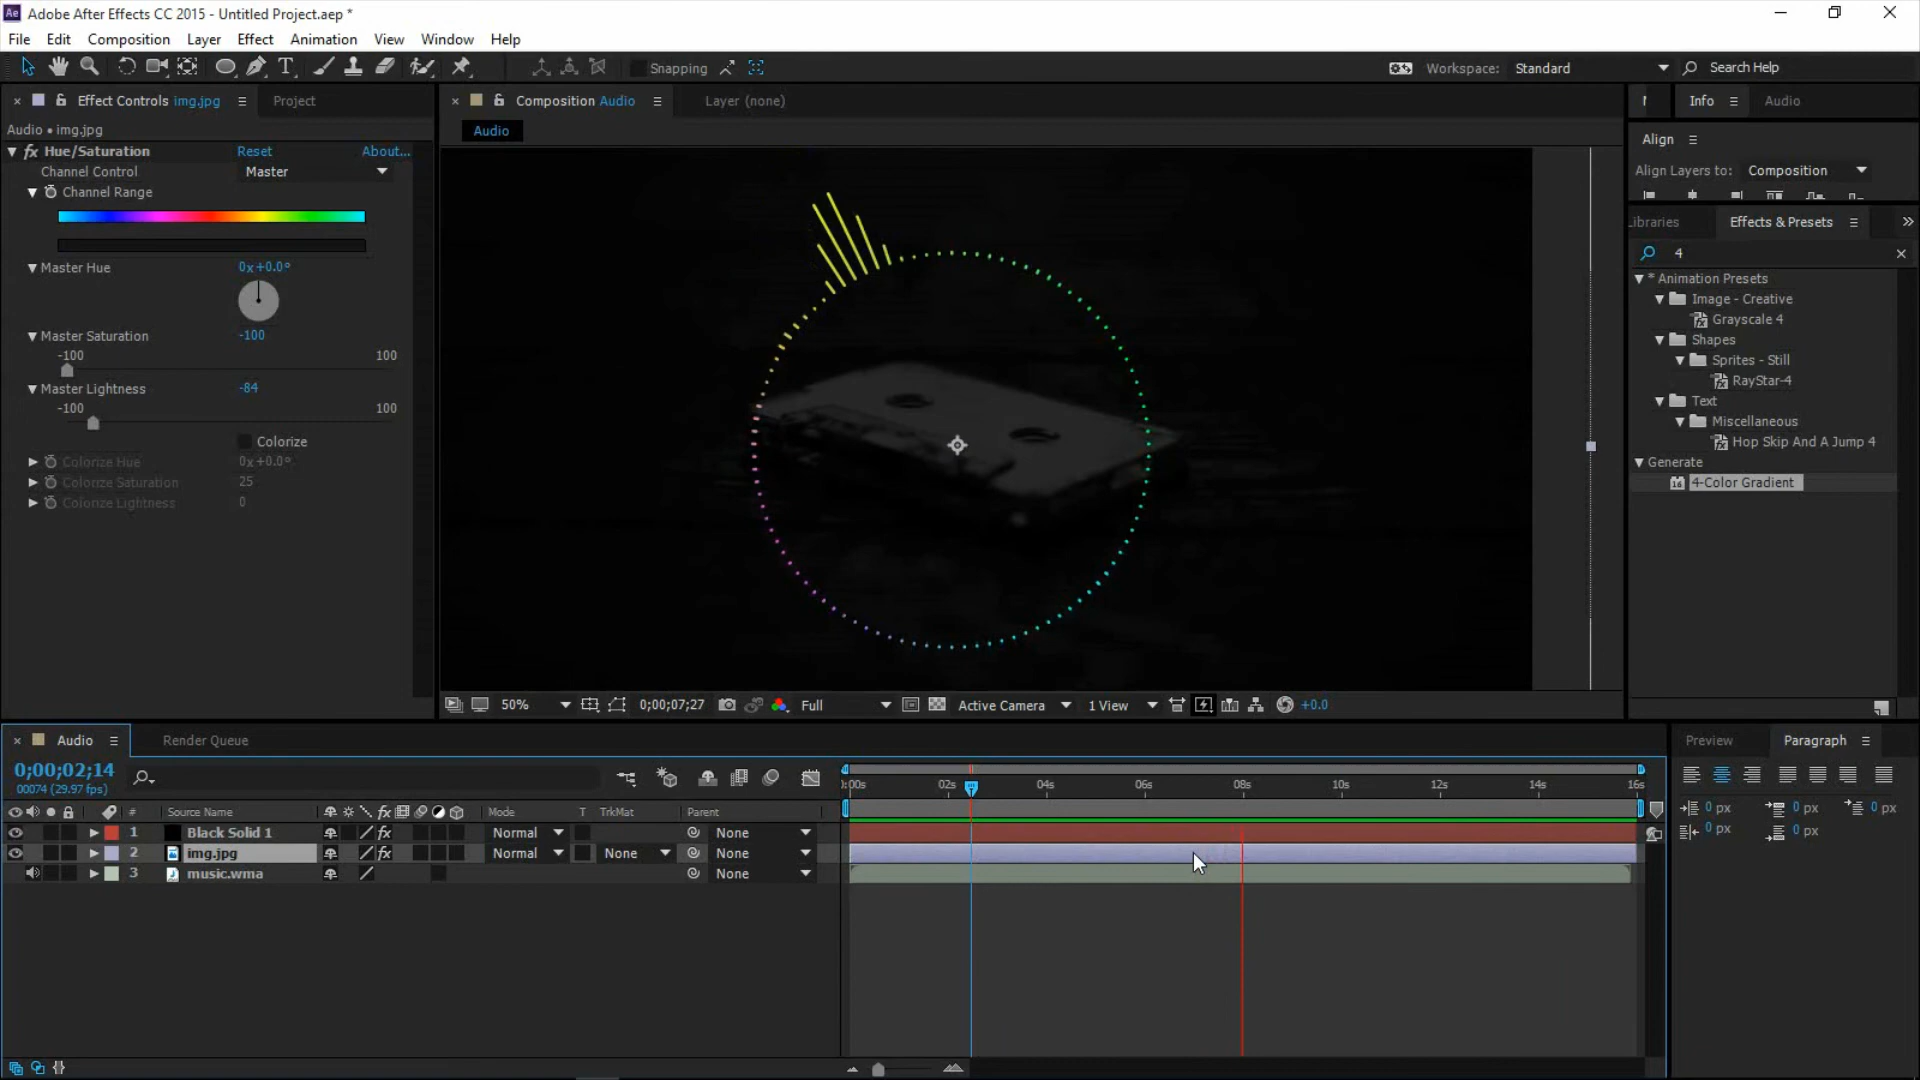 Ae Adobe After Effects CC 2015 - Untitled Project.aep *
File Edit Composition Layer Effect Animation View Window Help
Snapping Workspace: Standard Search Help
Effect Controls img.jpg Project
Composition Audio Layer (none)
Info Audio
Audio • img.jpg
Audio
Align
fx Hue/Saturation Reset About...
Channel Control Master
Channel Range
Align Layers to: Composition
ibraries Effects & Presets
4
Master Hue 0x+0.0°
Master Saturation -100
-100 100
Master Lightness -84
-100 100
Colorize
Colorize Hue 0x+0.0°
Colorize Saturation 25
Colorize Lightness 0
* Animation Presets
Image - Creative
Grayscale 4
Shapes
Sprites - Still
RayStar-4
Text
Miscellaneous
Hop Skip And A Jump 4
Generate
4-Color Gradient
50% 0;00;07;27 Full Active Camera 1 View +0.0
Audio Render Queue
Preview Paragraph
0;00;02;14
00074 (29.97 fps)
:00s 02s 04s 06s 08s 10s 12s 14s 16s
# Source Name fx Mode T TrkMat Parent
1 Black Solid 1 fx Normal None
2 img.jpg fx Normal None None
3 music.wma None
0 px 0 px 0 px
0 px 0 px